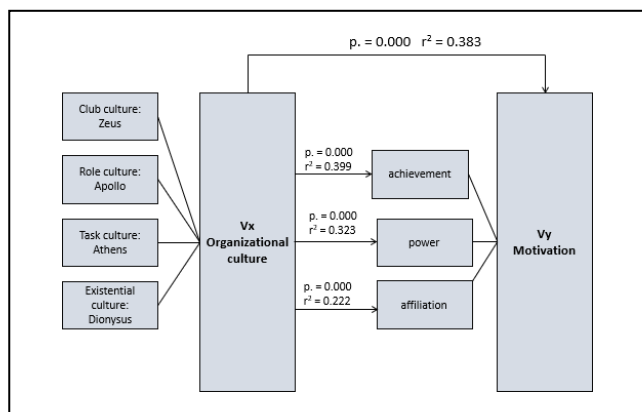 p. = 0.000 r² = 0.383
Club culture:
Zeus
Role culture:
Apollo
Task culture:
Athens
Existential culture:
Dionysus
Vx
Organizational
culture
p. = 0.000
r² = 0.399
achievement
p. = 0.000
r² = 0.323
power
p. = 0.000
r² = 0.222
affiliation
Vy
Motivation